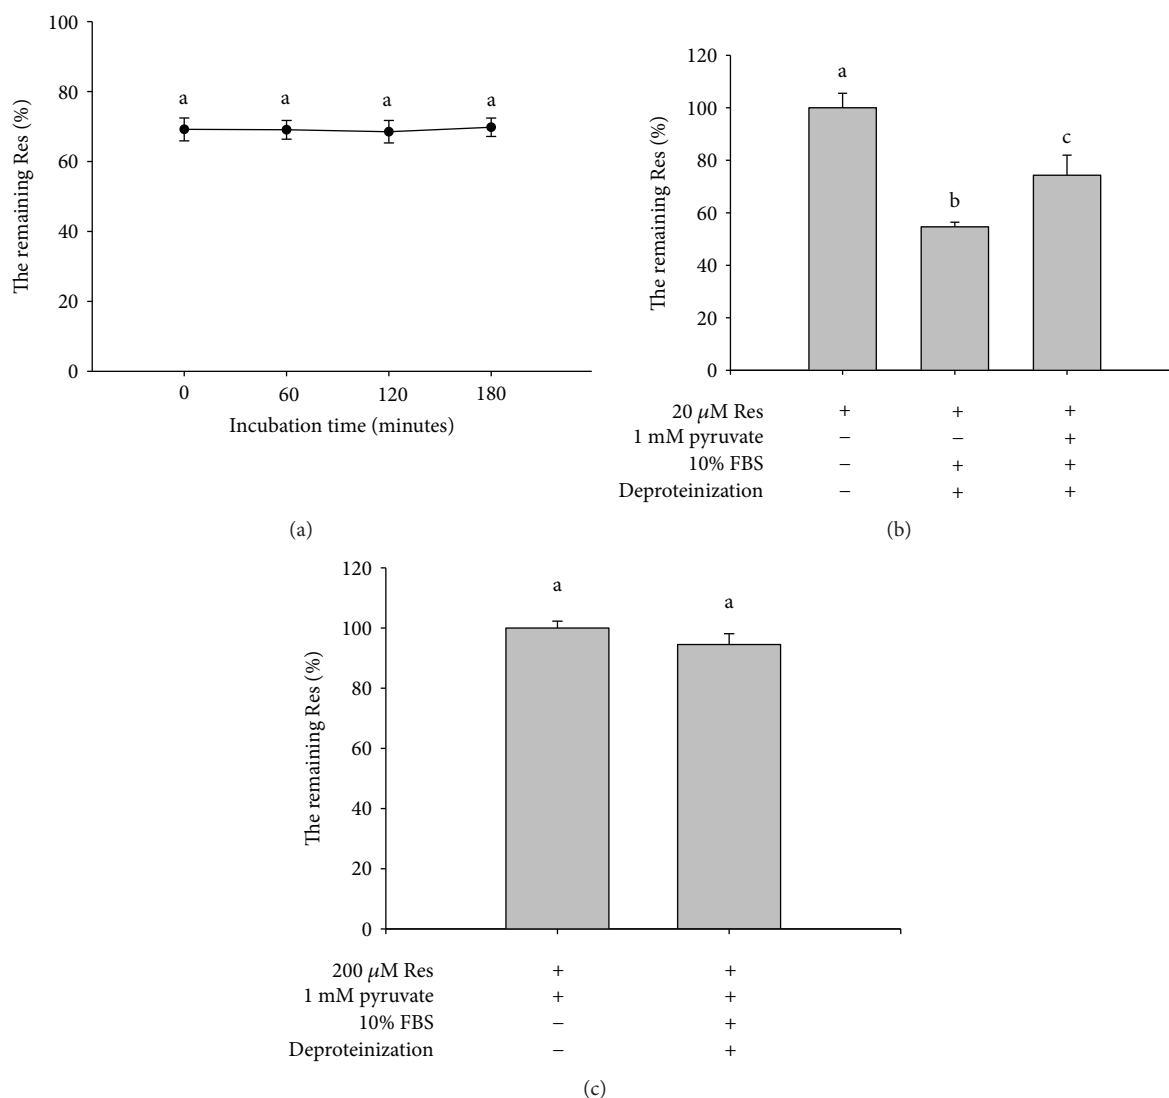 100
80
60
40
20
0
The remaining Res (%)
a a a a
0 60 120 180
Incubation time (minutes)
(a)
120
100
80
60
40
20
0
The remaining Res (%)
a
b
c
20 μM Res + + +
1 mM pyruvate − − +
10% FBS − + +
Deproteinization − + +
(b)
120
100
80
60
40
20
0
The remaining Res (%)
a
a
200 μM Res + +
1 mM pyruvate + +
10% FBS − +
Deproteinization − +
(c)